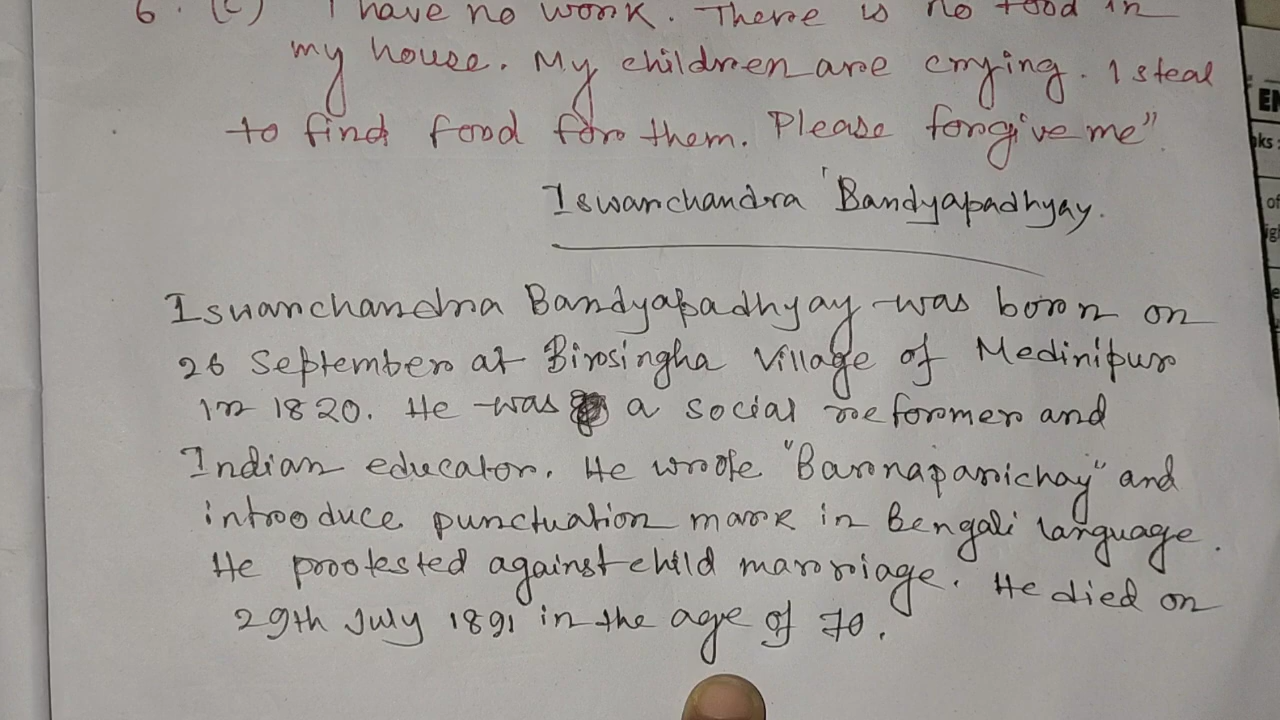 6. (c) I have no work. There is no food in
my house. My children are crying. I steal
to find food for them. Please forgive me".
Iswarchandra Bandyapadhyay.
Iswarchandra Bandyapadhyay was born on
26 September at Birsingha Village of Medinipur
in 1820. He was a social reformer and
Indian educator. He wrote "Barnaparichay" and
introduce punctuation mark in Bengali language.
He protested against child marriage. He died on
29th July 1891 in the age of 70.
EN
ks:
of